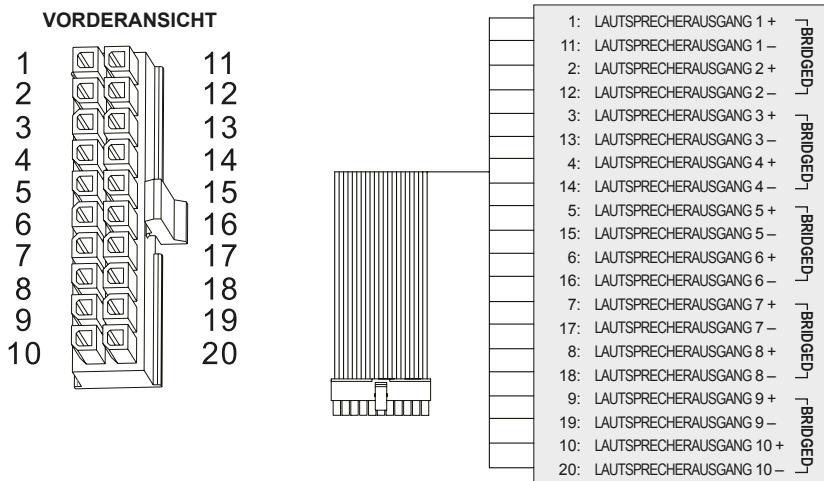 VORDERANSICHT
1
2
3
4
5
6
7
8
9
10
11
12
13
14
15
16
17
18
19
20
1: LAUTSPRECHERAUSGANG 1 +
11: LAUTSPRECHERAUSGANG 1 –
2: LAUTSPRECHERAUSGANG 2 +
12: LAUTSPRECHERAUSGANG 2 –
BRIDGED
3: LAUTSPRECHERAUSGANG 3 +
13: LAUTSPRECHERAUSGANG 3 –
4: LAUTSPRECHERAUSGANG 4 +
14: LAUTSPRECHERAUSGANG 4 –
BRIDGED
5: LAUTSPRECHERAUSGANG 5 +
15: LAUTSPRECHERAUSGANG 5 –
6: LAUTSPRECHERAUSGANG 6 +
16: LAUTSPRECHERAUSGANG 6 –
BRIDGED
7: LAUTSPRECHERAUSGANG 7 +
17: LAUTSPRECHERAUSGANG 7 –
8: LAUTSPRECHERAUSGANG 8 +
18: LAUTSPRECHERAUSGANG 8 –
BRIDGED
9: LAUTSPRECHERAUSGANG 9 +
19: LAUTSPRECHERAUSGANG 9 –
10: LAUTSPRECHERAUSGANG 10 +
20: LAUTSPRECHERAUSGANG 10 –
BRIDGED